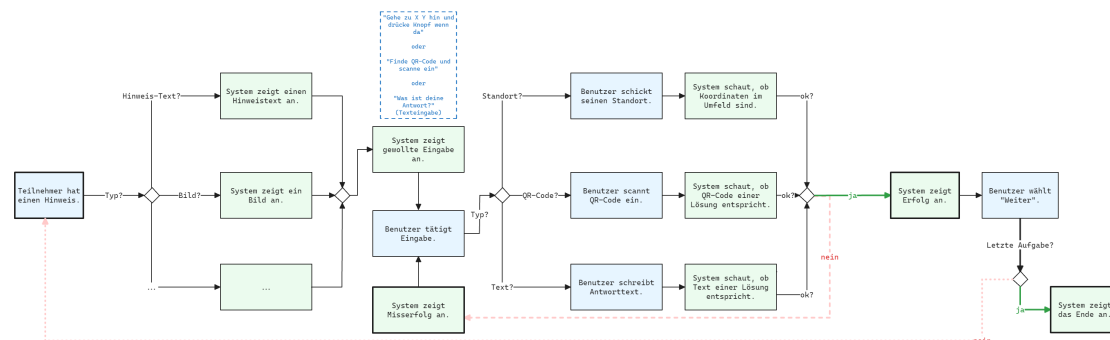 "Gehe zu X Y hin und
drücke Knopf wenn
da"
oder
"Finde QR-Code und
scanne ein"
oder
"Was ist deine
Antwort?"
(Texteingabe)
Hinweis-Text?
System zeigt einen
Hinweistext an.
Standort?
Benutzer schickt
seinen Standort.
System schaut, ob
Koordinaten im
Umfeld sind.
ok?
System zeigt
gewollte Eingabe
an.
Teilnehmer hat
einen Hinweis.
Typ?
Bild?
System zeigt ein
Bild an.
Benutzer tätigt
Eingabe.
Typ?
QR-Code?
Benutzer scannt
QR-Code ein.
System schaut, ob
QR-Code einer
Lösung entspricht.
ok?
ja
System zeigt
Erfolg an.
Benutzer wählt
"Weiter".
Letzte Aufgabe?
nein
...
...
Text?
Benutzer schreibt
Antworttext.
System schaut, ob
Text einer Lösung
entspricht.
ok?
System zeigt
Misserfolg an.
ja
System zeigt
das Ende an.